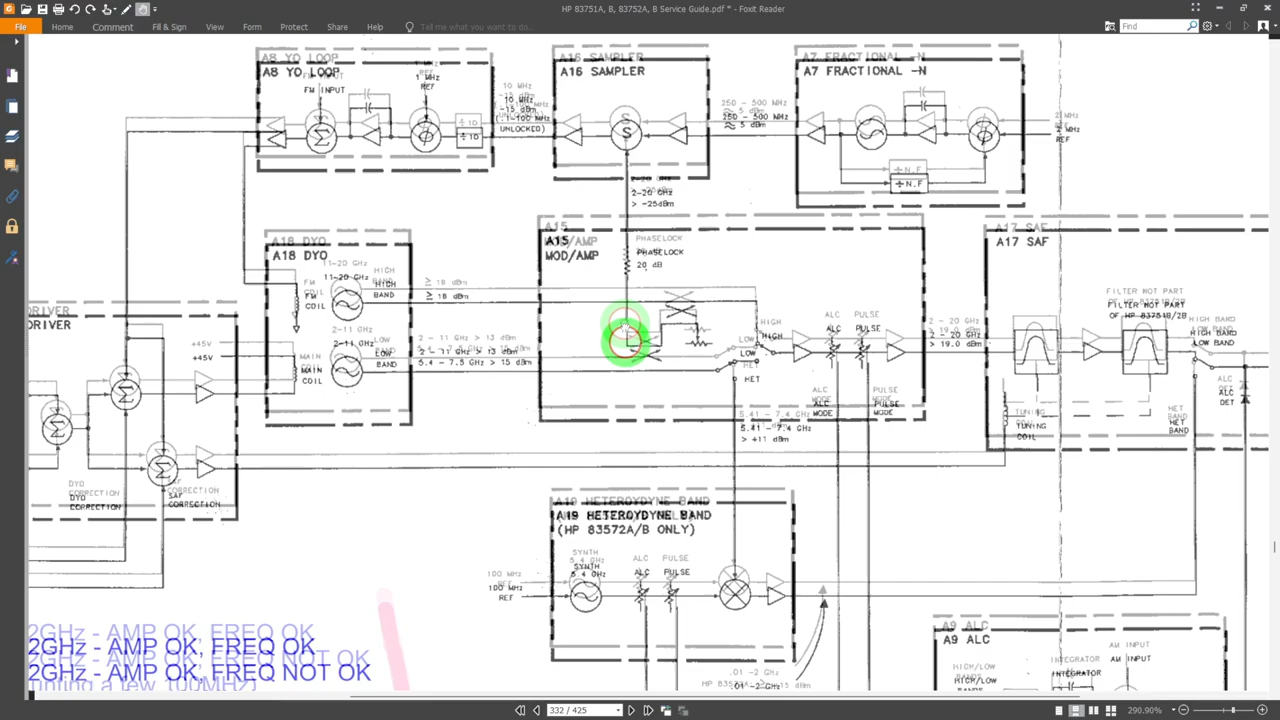 HP 83751A, B, 83752A, B Service Guide.pdf * - Foxit Reader
File Home Comment View Form Protect Share Help Tell me what you want to do... Find
A8 YO LOOP
FM INPUT
1 MHz
REF
÷ 10
10 MHz
-15 dBm
UNLOCKED)
A16 SAMPLER
S
250 - 500 MHz
≈ 5 dBm
A7 FRACTIONAL -N
÷ N.F
MHz
REF
2-20 GHz
> -25dBm
A18 DYO
11-20 GHz
HIGH
BAND
FM
COIL
≥ 18 dBm
2-11 GHz
LOW
BAND
MAIN
COIL
2 - 11 GHz > 13 dBm
5.4 - 7.5 GHz > 15 dBm
A15
MOD/AMP
PHASELOCK
20 dB
HIGH
LOW
HET
ALC
PULSE
ALC
MODE
PULSE
MODE
2 - 20 GHz
> 19.0 dBm
5.41 - 7.4 GHz
> +11 dBm
A17 SAF
FILTER NOT PART
OF HP 83751B/2B
HIGH BAND
LOW BAND
TUNING
COIL
HET
BAND
ALC
DET
DRIVER
+45V
DYO
CORRECTION
SAF
CORRECTION
A19 HETEROYDYNE BAND
(HP 83572A/B ONLY)
100 MHz
REF
SYNTH
5.4 GHz
ALC
PULSE
.01 -2 GHz
A9 ALC
HIGH/LOW
BANDS
INTEGRATOR
AM INPUT
2GHz - AMP OK, FREQ OK
2GHz - AMP OK, FREQ NOT OK
332 / 425
290.90%